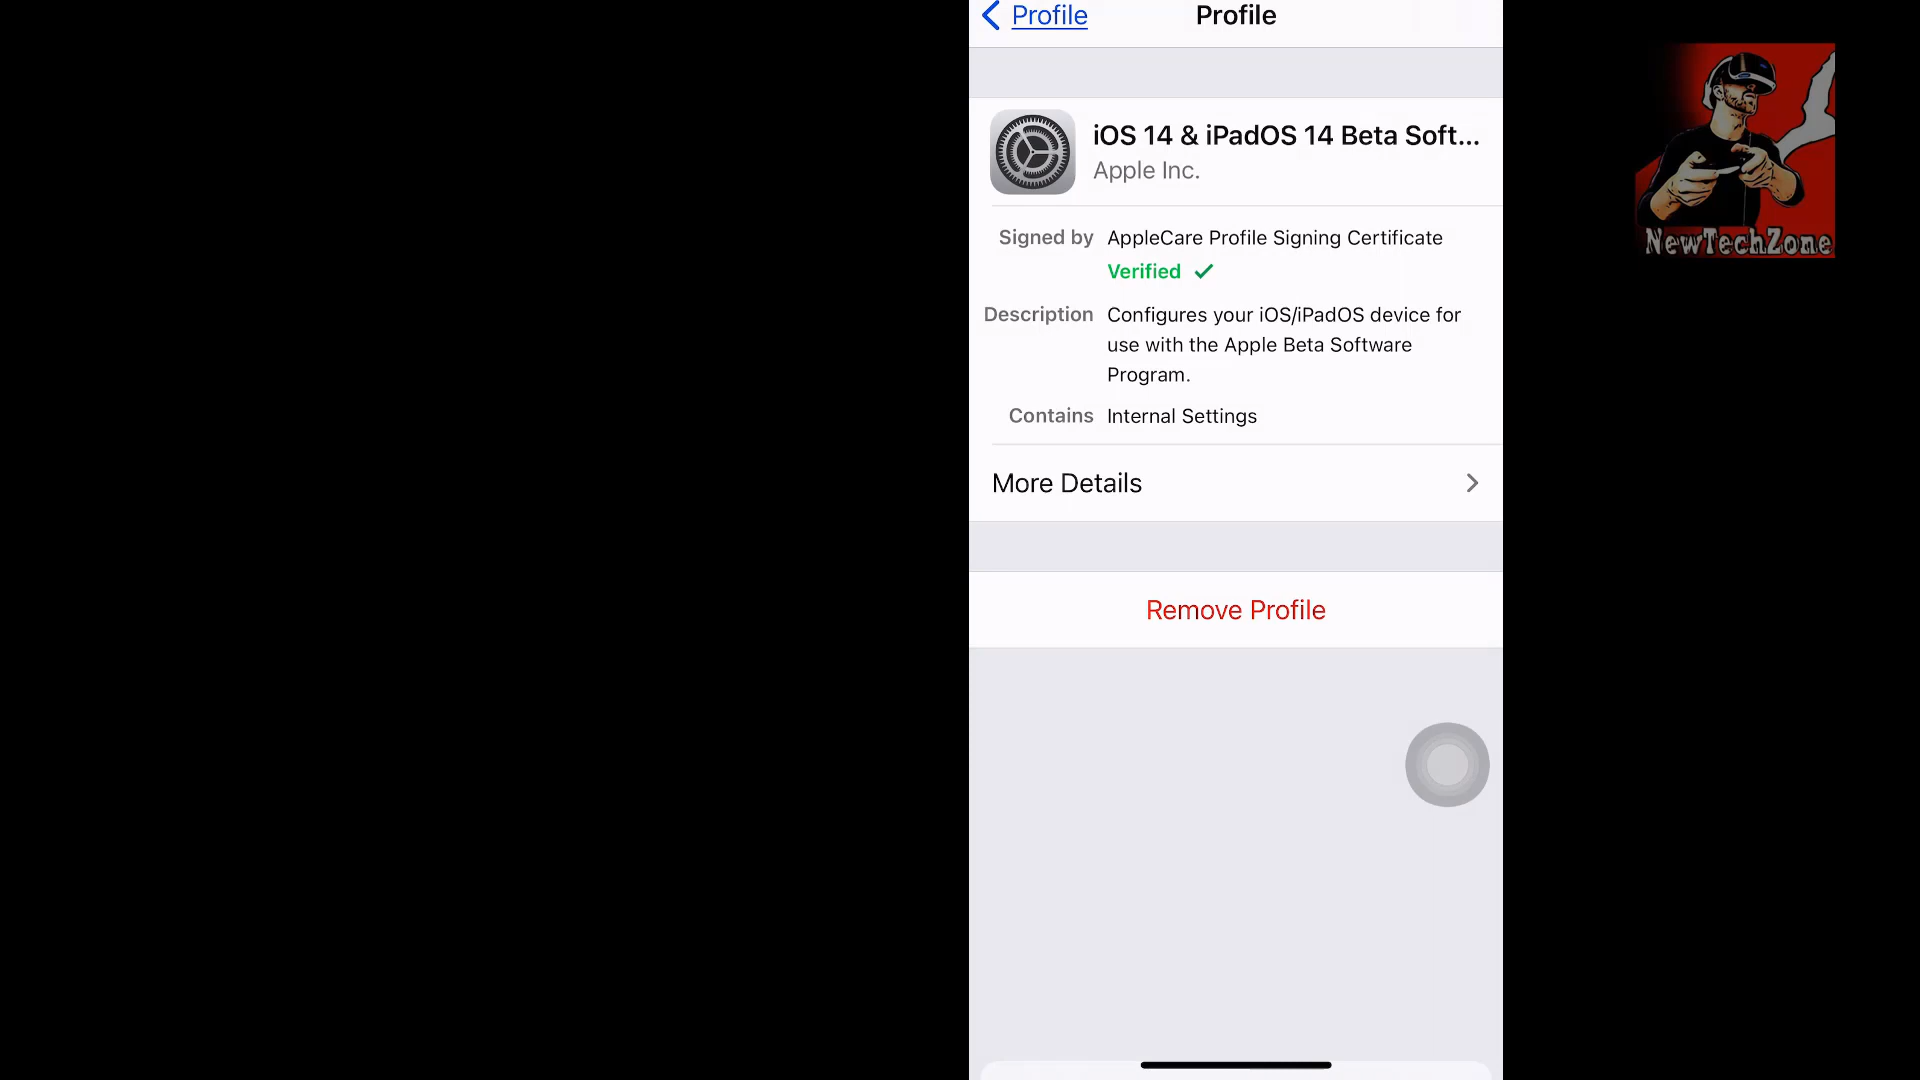 Profile
Profile
iOS 14 & iPadOS 14 Beta Soft...
Apple Inc.
Signed by AppleCare Profile Signing Certificate
Verified
Description Configures your iOS/iPadOS device for
use with the Apple Beta Software
Program.
Contains Internal Settings
More Details
Remove Profile
NewTechZone